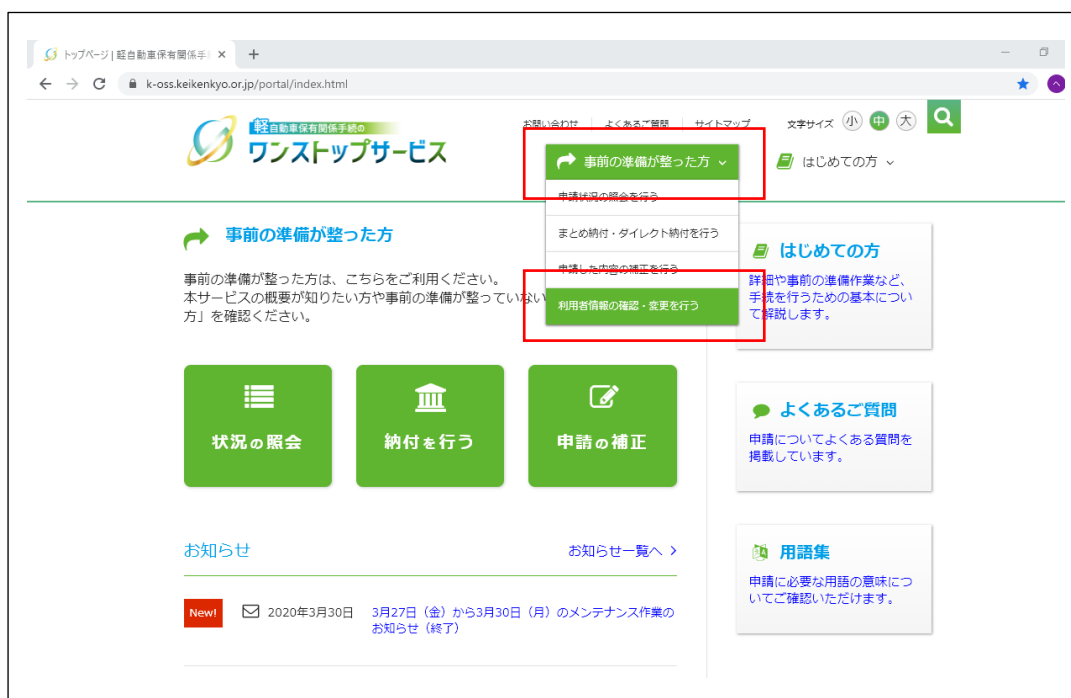 トップページ | 軽自動車保有関係手
k-oss.keikenkyo.or.jp/portal/index.html
軽自動車保有関係手続の
ワンストップサービス
お問い合わせ
よくあるご質問
サイトマップ
文字サイズ 小 中 大
事前の準備が整った方
はじめての方
申請状況の照会を行う
まとめ納付・ダイレクト納付を行う
申請した内容の補正を行う
利用者情報の確認・変更を行う
事前の準備が整った方
事前の準備が整った方は、こちらをご利用ください。
本サービスの概要が知りたい方や事前の準備が整っていない
方」を確認ください。
状況の照会
納付を行う
申請の補正
はじめての方
詳細や事前の準備作業など、
手続を行うための基本につい
て解説します。
よくあるご質問
申請についてよくある質問を
掲載しています。
用語集
申請に必要な用語の意味につ
いてご確認いただけます。
お知らせ
お知らせ一覧へ
New!
2020年3月30日
3月27日（金）から3月30日（月）のメンテナンス作業の
お知らせ（終了）